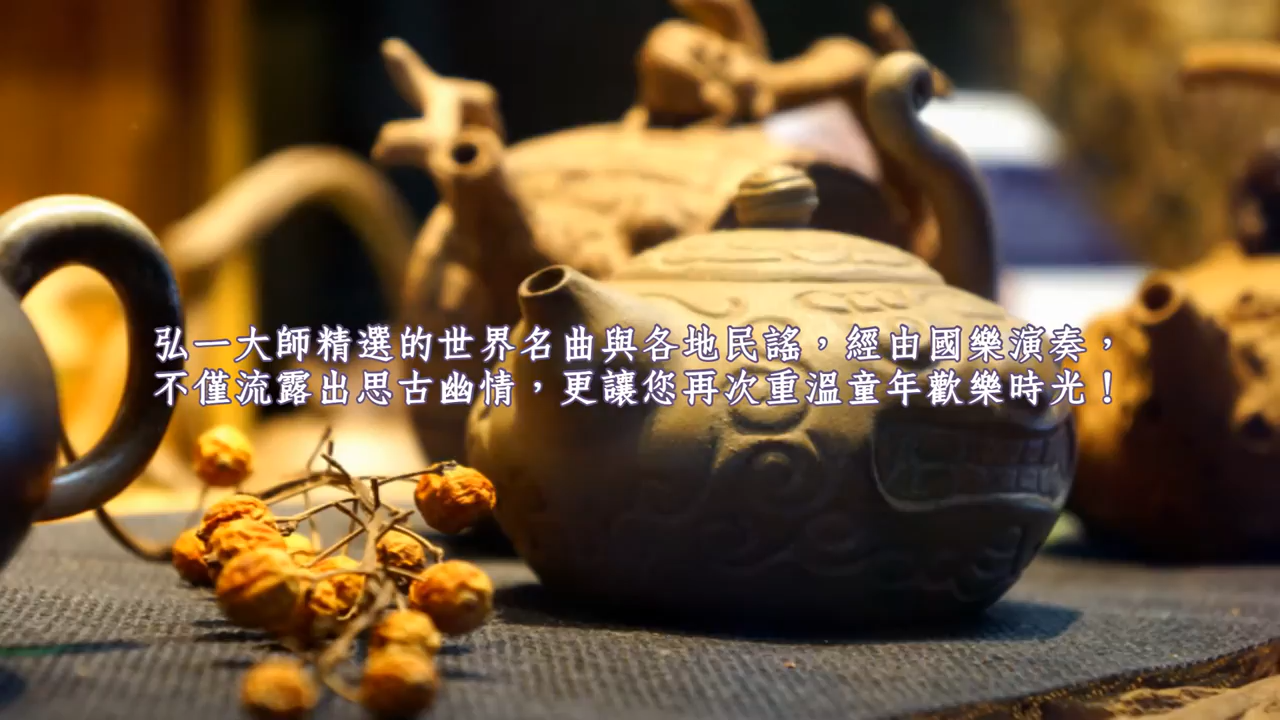 弘一大師精選的世界名曲與各地民謠，經由國樂演奏，
不僅流露出思古幽情，更讓您再次重溫童年歡樂時光！